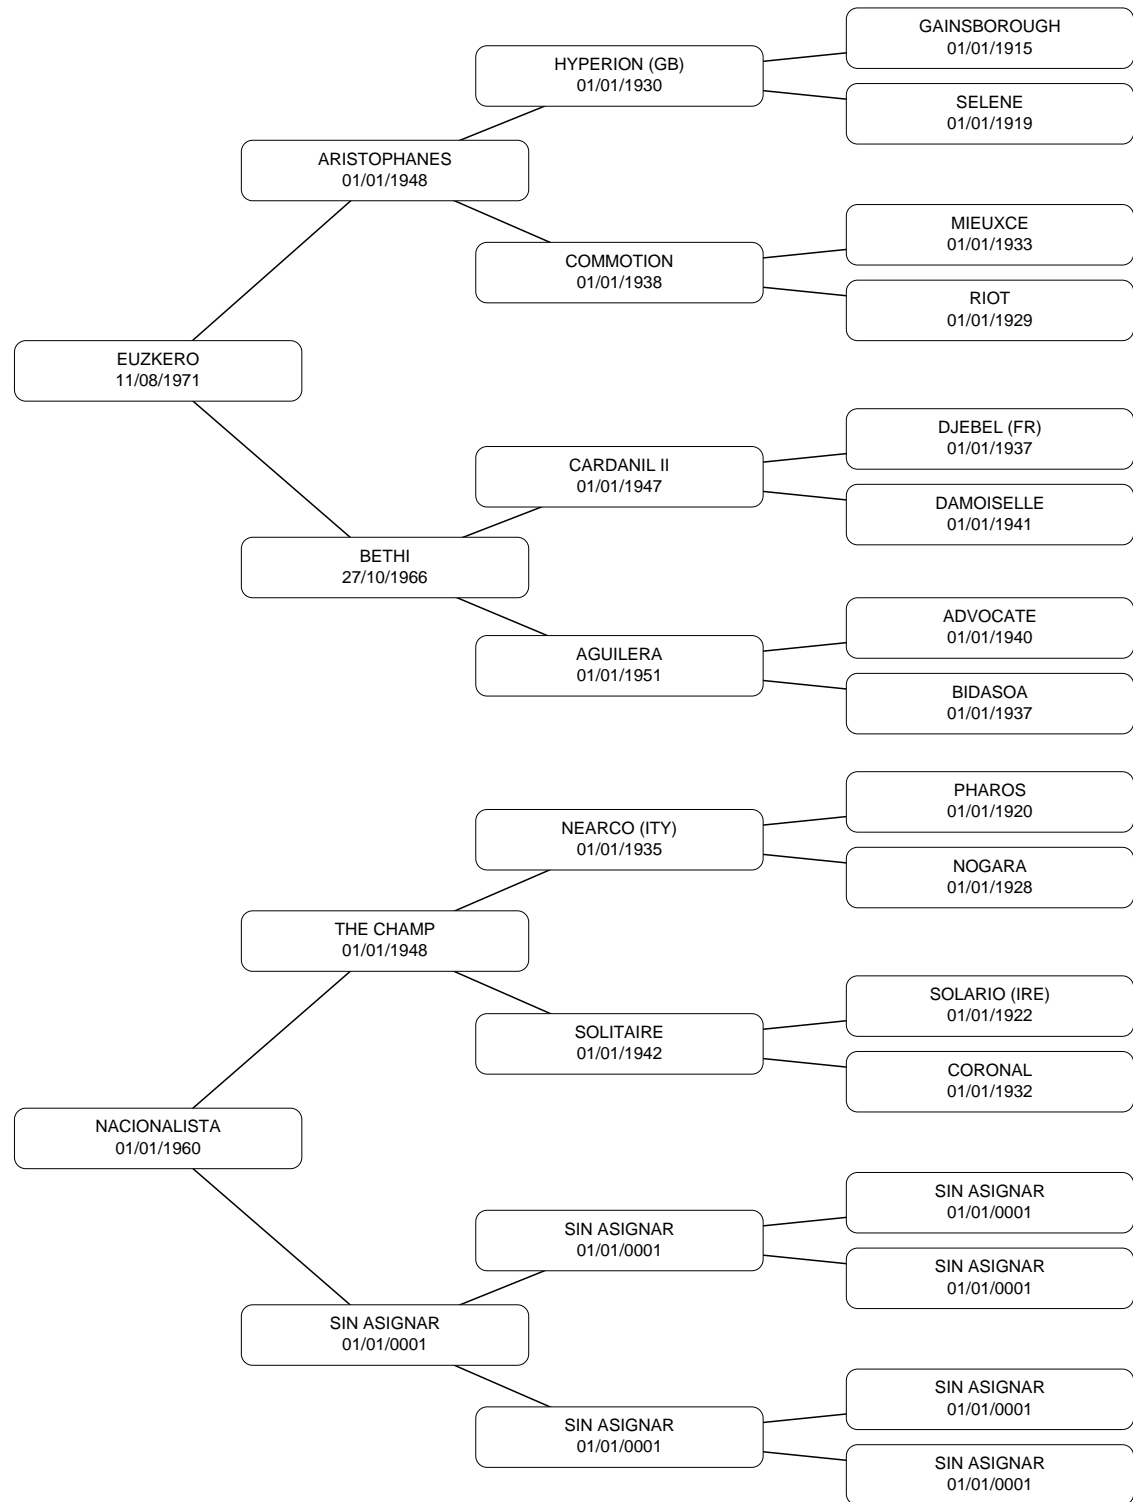 GAINSBOROUGH
01/01/1915
HYPERION (GB)
01/01/1930
SELENE
01/01/1919
ARISTOPHANES
01/01/1948
MIEUXCE
01/01/1933
COMMOTION
01/01/1938
RIOT
01/01/1929
EUZKERO
11/08/1971
DJEBEL (FR)
01/01/1937
CARDANIL II
01/01/1947
DAMOISELLE
01/01/1941
BETHI
27/10/1966
ADVOCATE
01/01/1940
AGUILERA
01/01/1951
BIDASOA
01/01/1937
PHAROS
01/01/1920
NEARCO (ITY)
01/01/1935
NOGARA
01/01/1928
THE CHAMP
01/01/1948
SOLARIO (IRE)
01/01/1922
SOLITAIRE
01/01/1942
CORONAL
01/01/1932
NACIONALISTA
01/01/1960
SIN ASIGNAR
01/01/0001
SIN ASIGNAR
01/01/0001
SIN ASIGNAR
01/01/0001
SIN ASIGNAR
01/01/0001
SIN ASIGNAR
01/01/0001
SIN ASIGNAR
01/01/0001
SIN ASIGNAR
01/01/0001